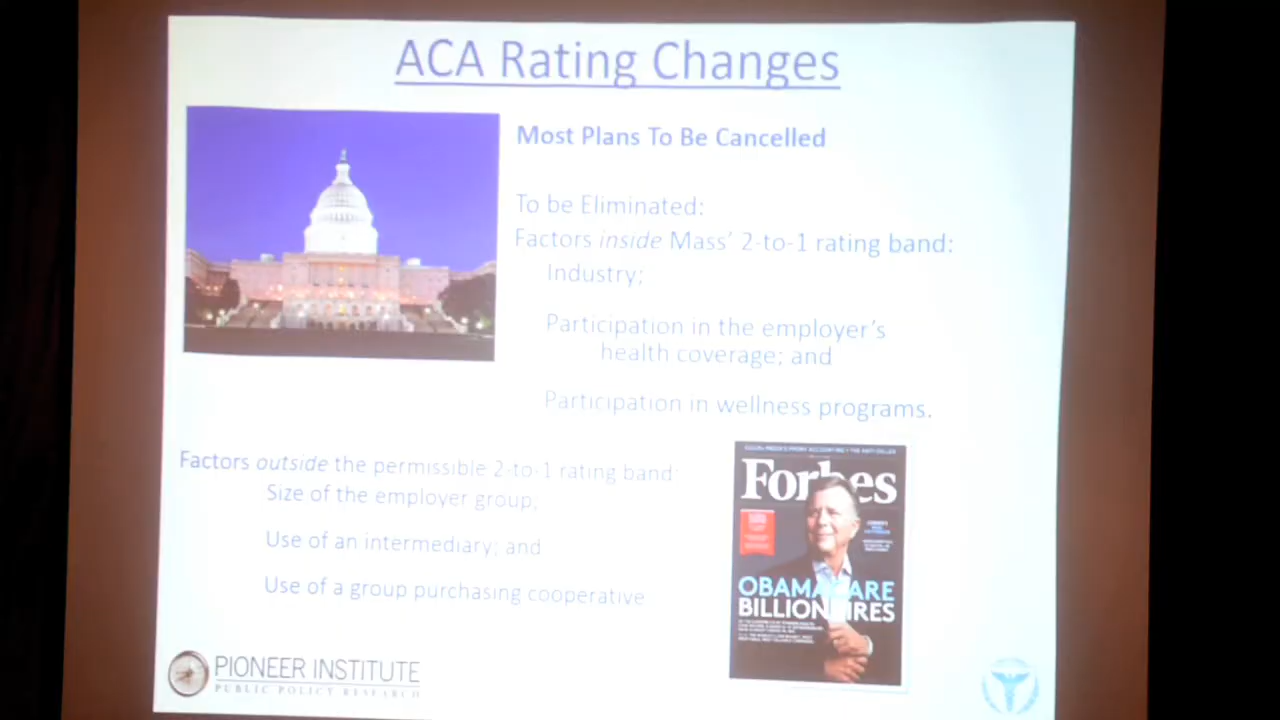 ACA Rating Changes
Most Plans To Be Cancelled
To be Eliminated:
Factors inside Mass' 2-to-1 rating band:
Industry;
Participation in the employer's
health coverage; and
Participation in wellness programs.
Factors outside the permissible 2-to-1 rating band:
Size of the employer group;
Use of an intermediary; and
Use of a group purchasing cooperative
Forbes
OBAMACARE
BILLIONAIRES
PIONEER INSTITUTE
PUBLIC POLICY RESEARCH